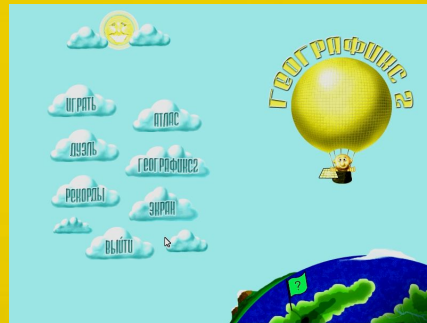 ГЕОГРАФИКС 2
ИГРАТЬ
АТЛАС
ДУЭЛЬ
ГЕОГРАФИКС2
РЕКОРДЫ
ЭКРАН
ВЫЙТИ
?